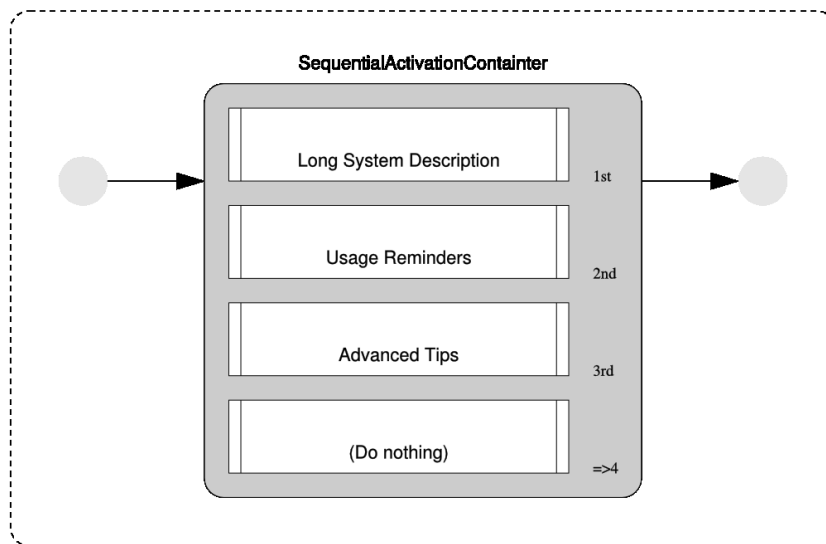 SequentialActivationContainter
Long System Description
1st
Usage Reminders
2nd
Advanced Tips
3rd
(Do nothing)
=>4